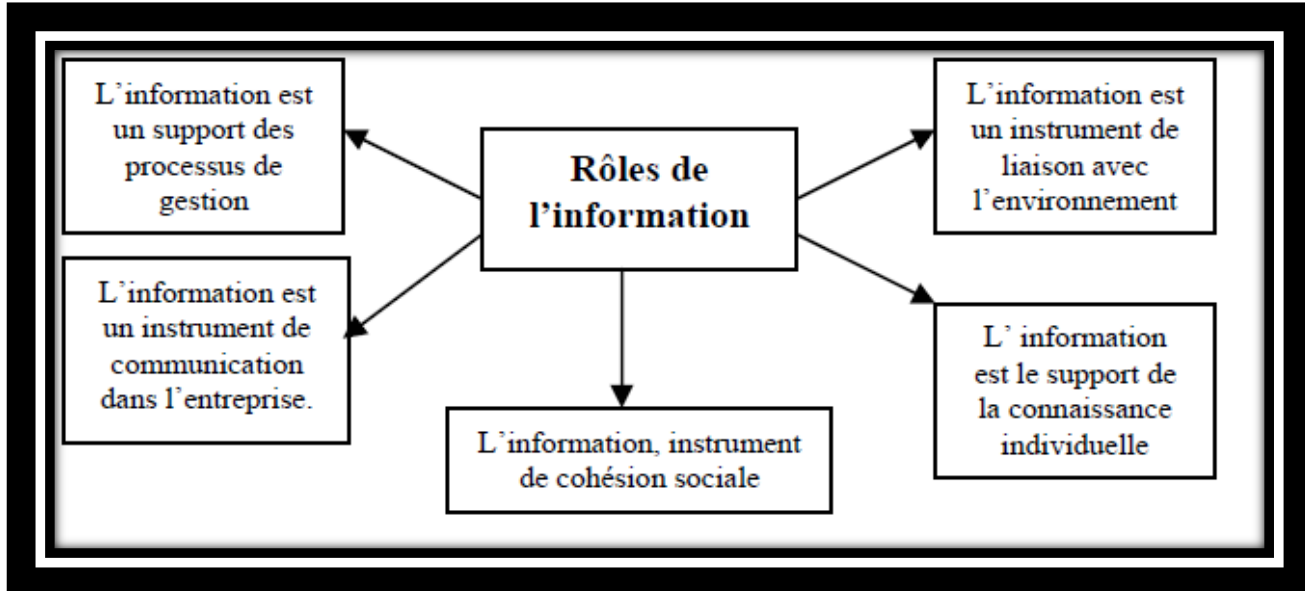 L'information est
un support des
processus de
gestion
Rôles de
l'information
L'information est
un instrument de
liaison avec
l'environnement
L'information est
un instrument de
communication
dans l'entreprise.
L' information
est le support de
la connaissance
individuelle
L'information, instrument
de cohésion sociale